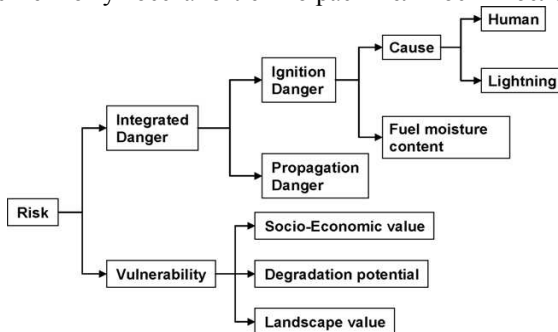 Human
Cause
Ignition
Danger
Lightning
Integrated
Danger
Fuel moisture
content
Propagation
Danger
Risk
Socio-Economic value
Vulnerability
Degradation potential
Landscape value